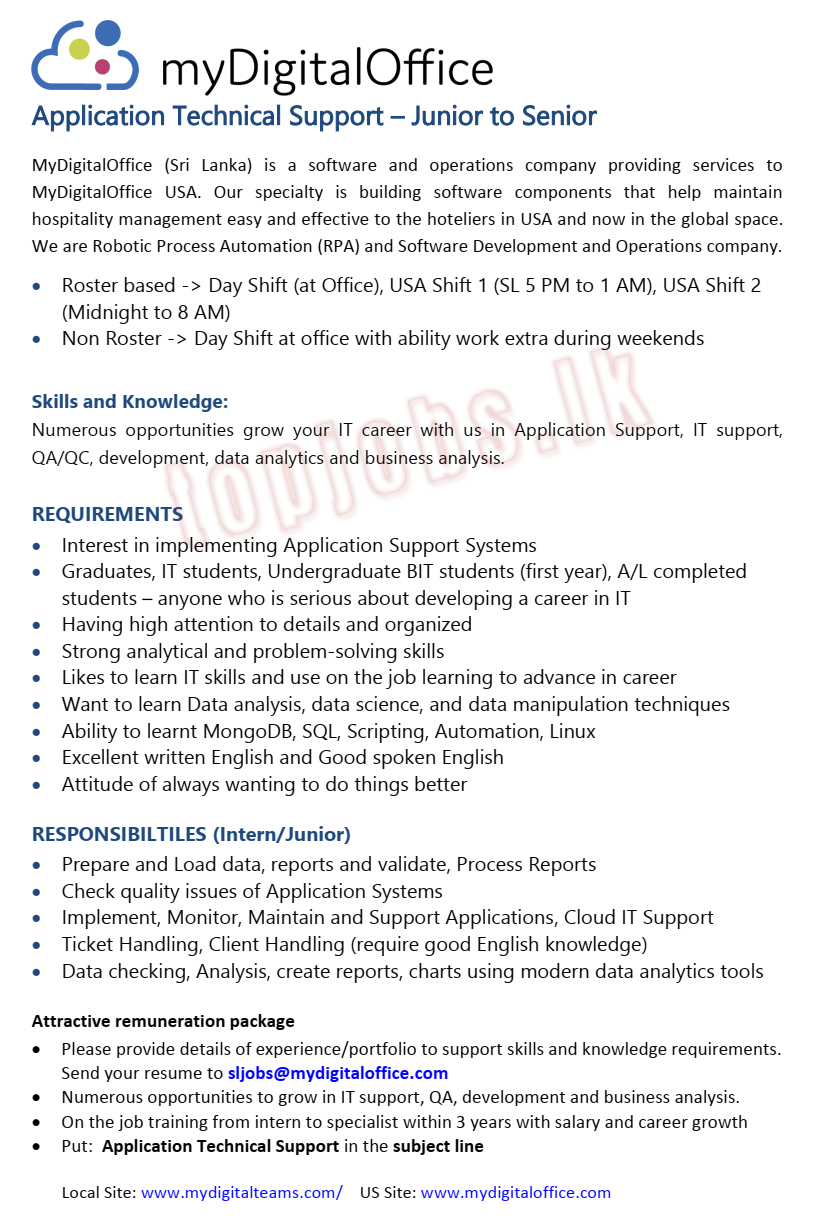 myDigitalOffice
Application Technical Support – Junior to Senior
MyDigitalOffice (Sri Lanka) is a software and operations company providing services to
MyDigitalOffice USA. Our specialty is building software components that help maintain
hospitality management easy and effective to the hoteliers in USA and now in the global space.
We are Robotic Process Automation (RPA) and Software Development and Operations company.
• Roster based -> Day Shift (at Office), USA Shift 1 (SL 5 PM to 1 AM), USA Shift 2
(Midnight to 8 AM)
• Non Roster -> Day Shift at office with ability work extra during weekends
topjobs.lk
Skills and Knowledge:
Numerous opportunities grow your IT career with us in Application Support, IT support,
QA/QC, development, data analytics and business analysis.
REQUIREMENTS
• Interest in implementing Application Support Systems
• Graduates, IT students, Undergraduate BIT students (first year), A/L completed
students – anyone who is serious about developing a career in IT
• Having high attention to details and organized
• Strong analytical and problem-solving skills
• Likes to learn IT skills and use on the job learning to advance in career
• Want to learn Data analysis, data science, and data manipulation techniques
• Ability to learnt MongoDB, SQL, Scripting, Automation, Linux
• Excellent written English and Good spoken English
• Attitude of always wanting to do things better
RESPONSIBILTILES (Intern/Junior)
• Prepare and Load data, reports and validate, Process Reports
• Check quality issues of Application Systems
• Implement, Monitor, Maintain and Support Applications, Cloud IT Support
• Ticket Handling, Client Handling (require good English knowledge)
• Data checking, Analysis, create reports, charts using modern data analytics tools
Attractive remuneration package
• Please provide details of experience/portfolio to support skills and knowledge requirements.
Send your resume to sljobs@mydigitaloffice.com
• Numerous opportunities to grow in IT support, QA, development and business analysis.
• On the job training from intern to specialist within 3 years with salary and career growth
• Put: Application Technical Support in the subject line
Local Site: www.mydigitalteams.com/ US Site: www.mydigitaloffice.com